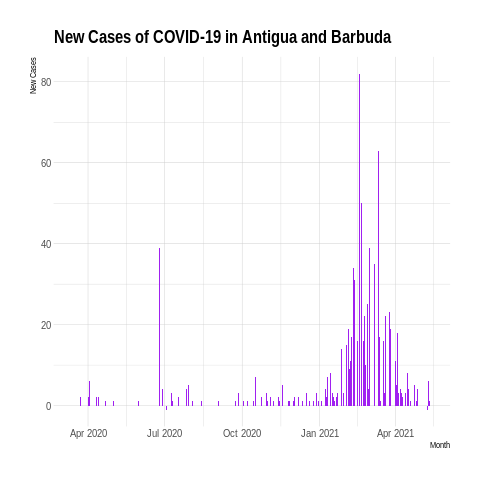 New Cases of COVID-19 in Antigua and Barbuda
New Cases
80
60
40
20
0
Apr 2020 Jul 2020 Oct 2020 Jan 2021 Apr 2021
Month